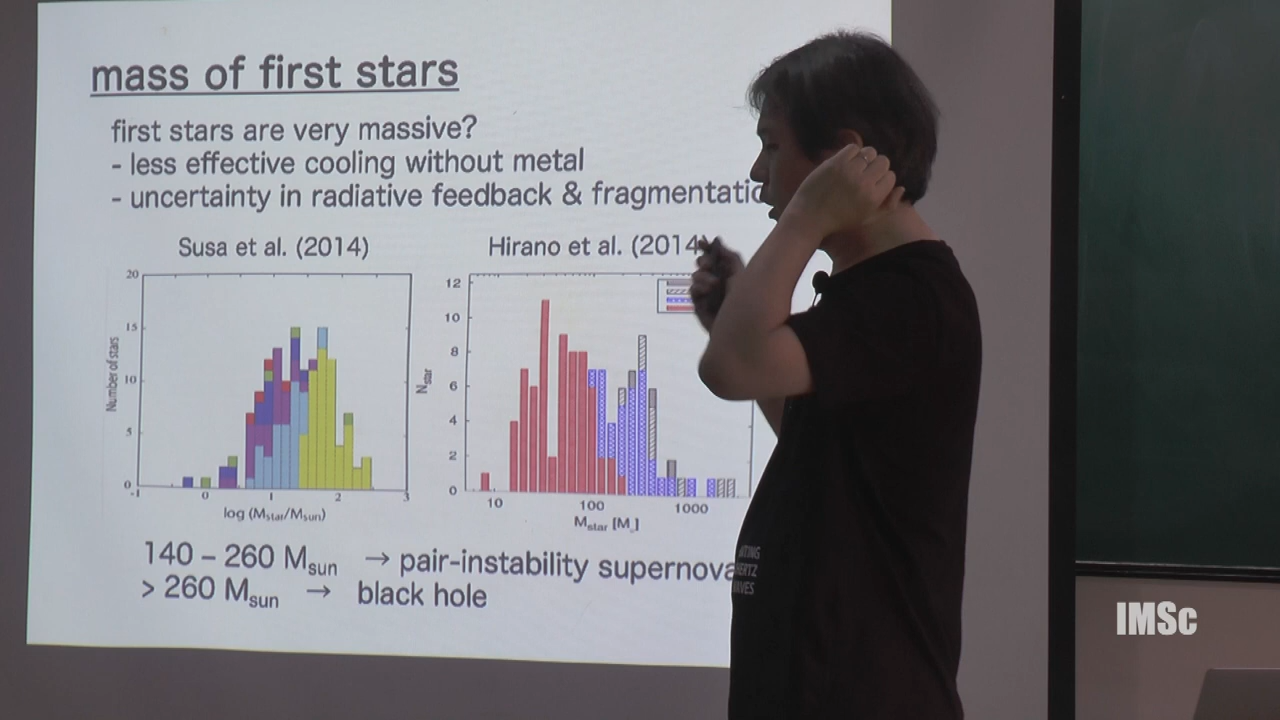 mass of first stars
first stars are very massive?
- less effective cooling without metal
- uncertainty in radiative feedback & fragmentatio
Susa et al. (2014)
Hirano et al. (2014)
20
15
10
5
0
Number of stars
-1 0 1 2 3
log (Mstar/Msun)
12
10
8
6
4
2
0
Nstar
10 100 1000
Mstar [M
140 – 260 Msun → pair-instability supernova
> 260 Msun → black hole
IMSc